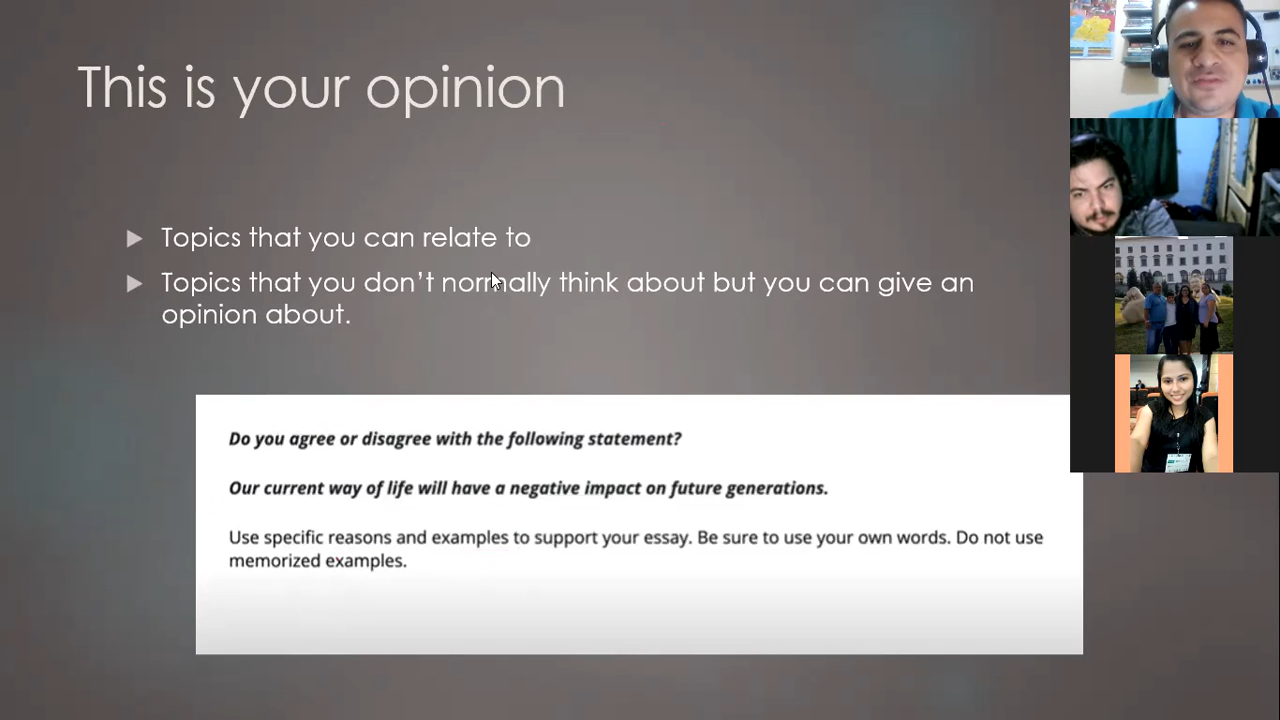 This is your opinion
Topics that you can relate to
Topics that you don’t normally think about but you can give an
opinion about.
Do you agree or disagree with the following statement?
Our current way of life will have a negative impact on future generations.
Use specific reasons and examples to support your essay. Be sure to use your own words. Do not use
memorized examples.